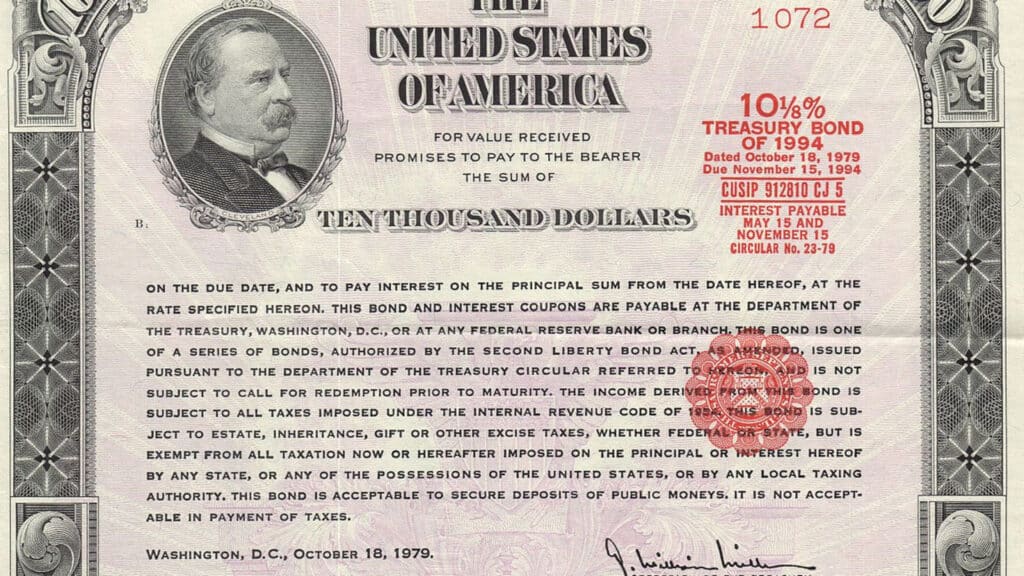 THE
UNITED STATES
OF AMERICA
FOR VALUE RECEIVED
PROMISES TO PAY TO THE BEARER
THE SUM OF
TEN THOUSAND DOLLARS
CLEVELAND
B1
1072
10⅛%
TREASURY BOND
OF 1994
Dated October 18, 1979
Due November 15, 1994
CUSIP 912810 CJ 5
INTEREST PAYABLE
MAY 15 AND
NOVEMBER 15
CIRCULAR No. 23-79
ON THE DUE DATE, AND TO PAY INTEREST ON THE PRINCIPAL SUM FROM THE DATE HEREOF, AT THE
RATE SPECIFIED HEREON. THIS BOND AND INTEREST COUPONS ARE PAYABLE AT THE DEPARTMENT OF
THE TREASURY, WASHINGTON, D.C., OR AT ANY FEDERAL RESERVE BANK OR BRANCH. THIS BOND IS ONE
OF A SERIES OF BONDS, AUTHORIZED BY THE SECOND LIBERTY BOND ACT, AS AMENDED, ISSUED
PURSUANT TO THE DEPARTMENT OF THE TREASURY CIRCULAR REFERRED TO HEREON, AND IS NOT
SUBJECT TO CALL FOR REDEMPTION PRIOR TO MATURITY. THE INCOME DERIVED FROM THIS BOND IS
SUBJECT TO ALL TAXES IMPOSED UNDER THE INTERNAL REVENUE CODE OF 1954. THIS BOND IS SUB-
JECT TO ESTATE, INHERITANCE, GIFT OR OTHER EXCISE TAXES, WHETHER FEDERAL OR STATE, BUT IS
EXEMPT FROM ALL TAXATION NOW OR HEREAFTER IMPOSED ON THE PRINCIPAL OR INTEREST HEREOF
BY ANY STATE, OR ANY OF THE POSSESSIONS OF THE UNITED STATES, OR BY ANY LOCAL TAXING
AUTHORITY. THIS BOND IS ACCEPTABLE TO SECURE DEPOSITS OF PUBLIC MONEYS. IT IS NOT ACCEPT-
ABLE IN PAYMENT OF TAXES.
WASHINGTON, D.C., OCTOBER 18, 1979.
G. William Miller